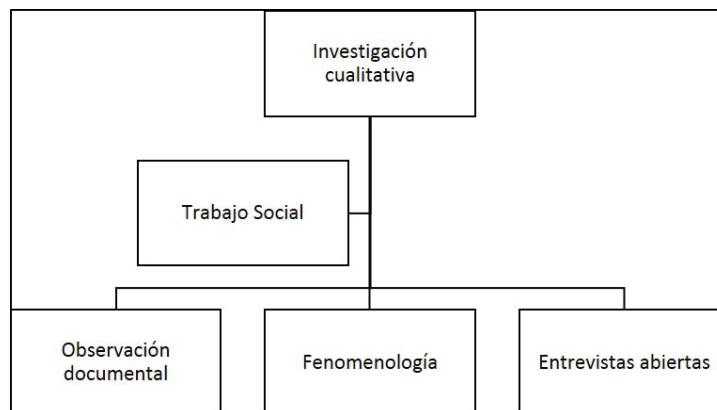 Investigación
cualitativa
Trabajo Social
Observación
documental
Fenomenología
Entrevistas abiertas